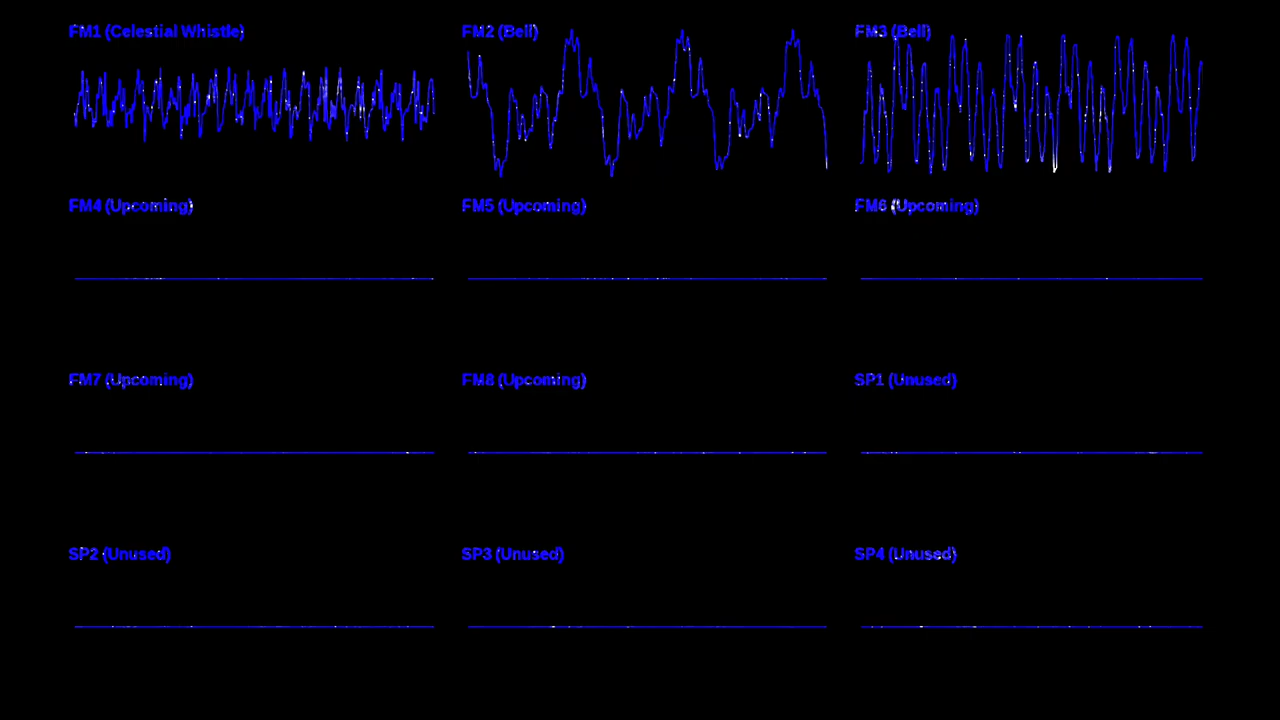 FM1 (Celestial Whistle) FM2 (Bell) FM3 (Bell)
FM4 (Upcoming) FM5 (Upcoming) FM6 (Upcoming)
FM7 (Upcoming) FM8 (Upcoming) SP1 (Unused)
SP2 (Unused) SP3 (Unused) SP4 (Unused)